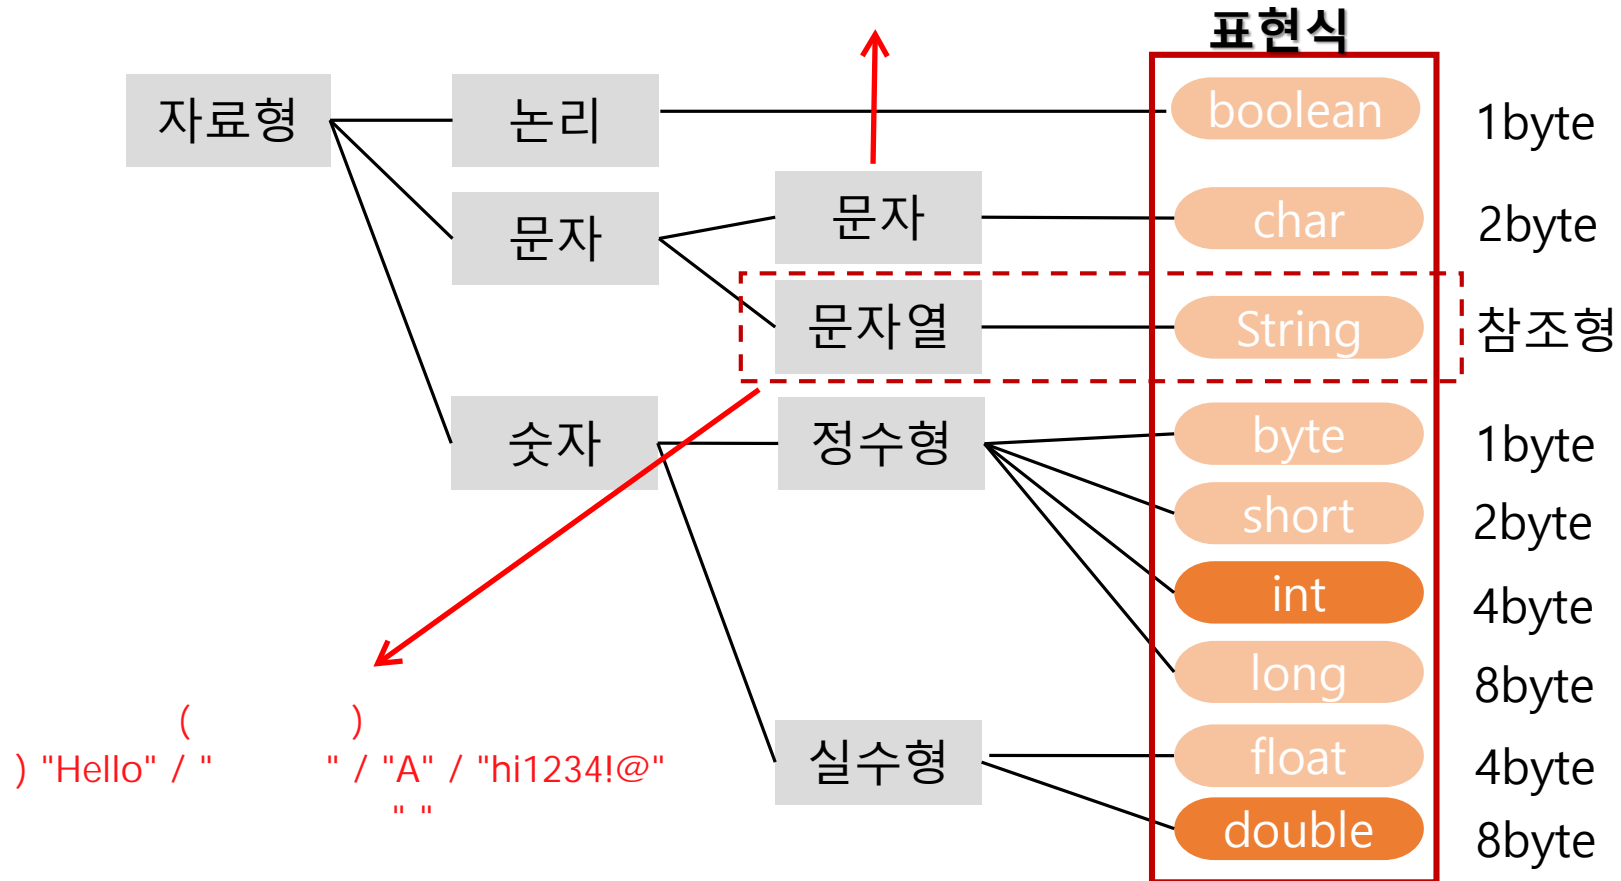 표현식
자료형 논리 boolean 1byte
문자 문자 char 2byte
문자열 String 참조형
숫자 정수형 byte 1byte
short 2byte
int 4byte
long 8byte
( )
실수형 float 4byte
) "Hello" / " " / "A" / "hi1234!@"
" "
double 8byte